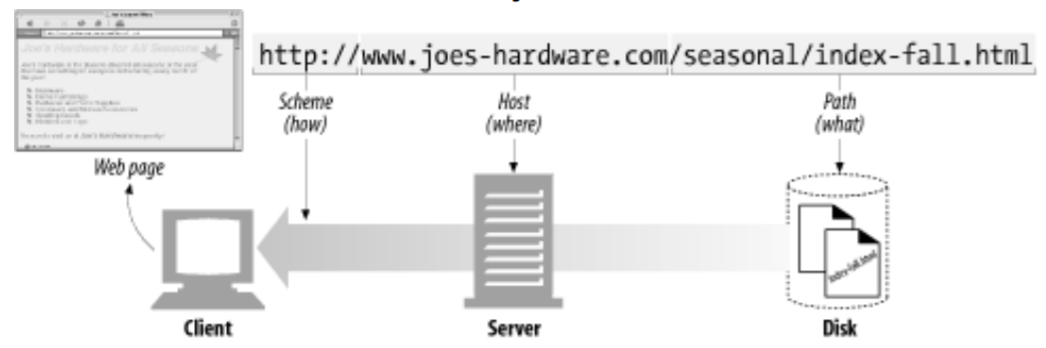 Joe's Hardware for All Seasons
http://www.joes-hardware.com/seasonal/index-fall.html
Scheme
(how)
Host
(where)
Path
(what)
Web page
index-fall.html
Client
Server
Disk